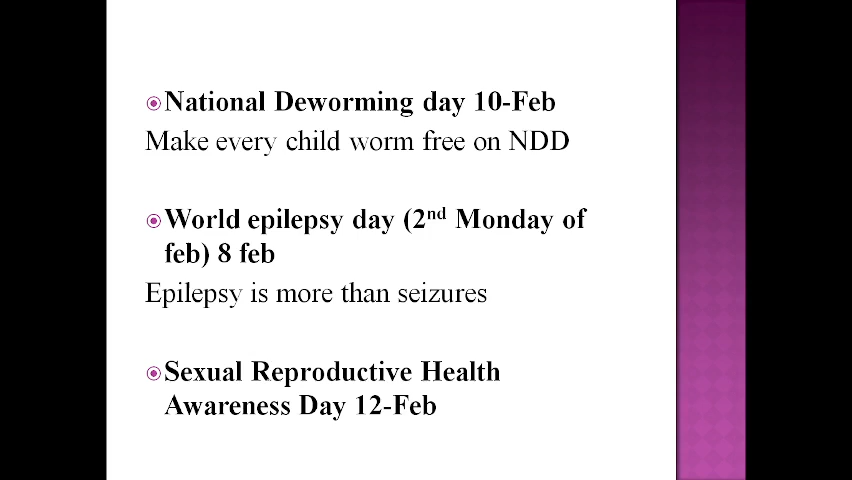 National Deworming day 10-Feb
Make every child worm free on NDD
World epilepsy day (2nd Monday of
feb) 8 feb
Epilepsy is more than seizures
Sexual Reproductive Health
Awareness Day 12-Feb